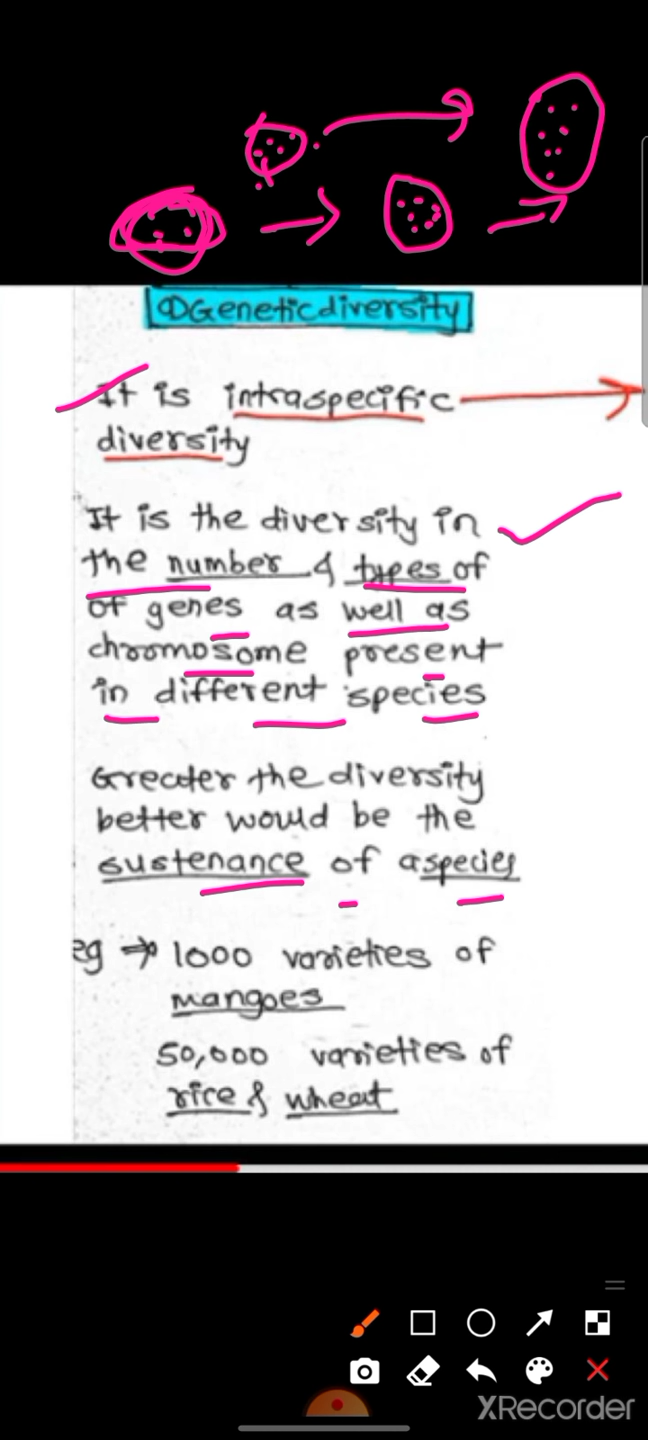 ①Genetic diversity
It is intraspecific
diversity
It is the diversity in
the number & types of
of genes as well as
chromosome present
in different species
Greater the diversity
better would be the
sustenance of a species
eg ⇒ 1000 varieties of
mangoes
50,000 varieties of
rice & wheat
XRecorder